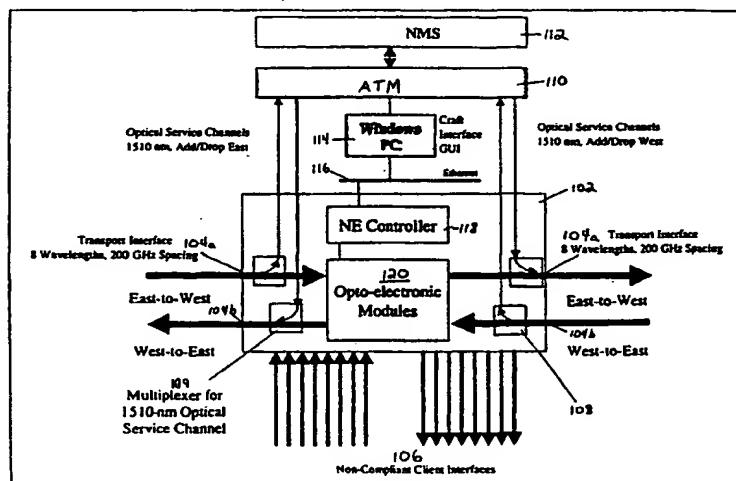 NMS
112
ATM
110
Optical Service Channels
1510 nm, Add/Drop East
114
Windows
PC
Craft
Interface
GUI
Optical Service Channels
1510 nm, Add/Drop West
116
Ethernet
102
NE Controller
118
104a
Transport Interface
8 Wavelengths, 200 GHz Spacing
104a
Transport Interface
8 Wavelengths, 200 GHz Spacing
120
Opto-electronic
Modules
East-to-West
East-to-West
104b
104b
West-to-East
West-to-East
109
Multiplexer for
1510-nm Optical
Service Channel
108
106
Non-Compliant Client Interfaces